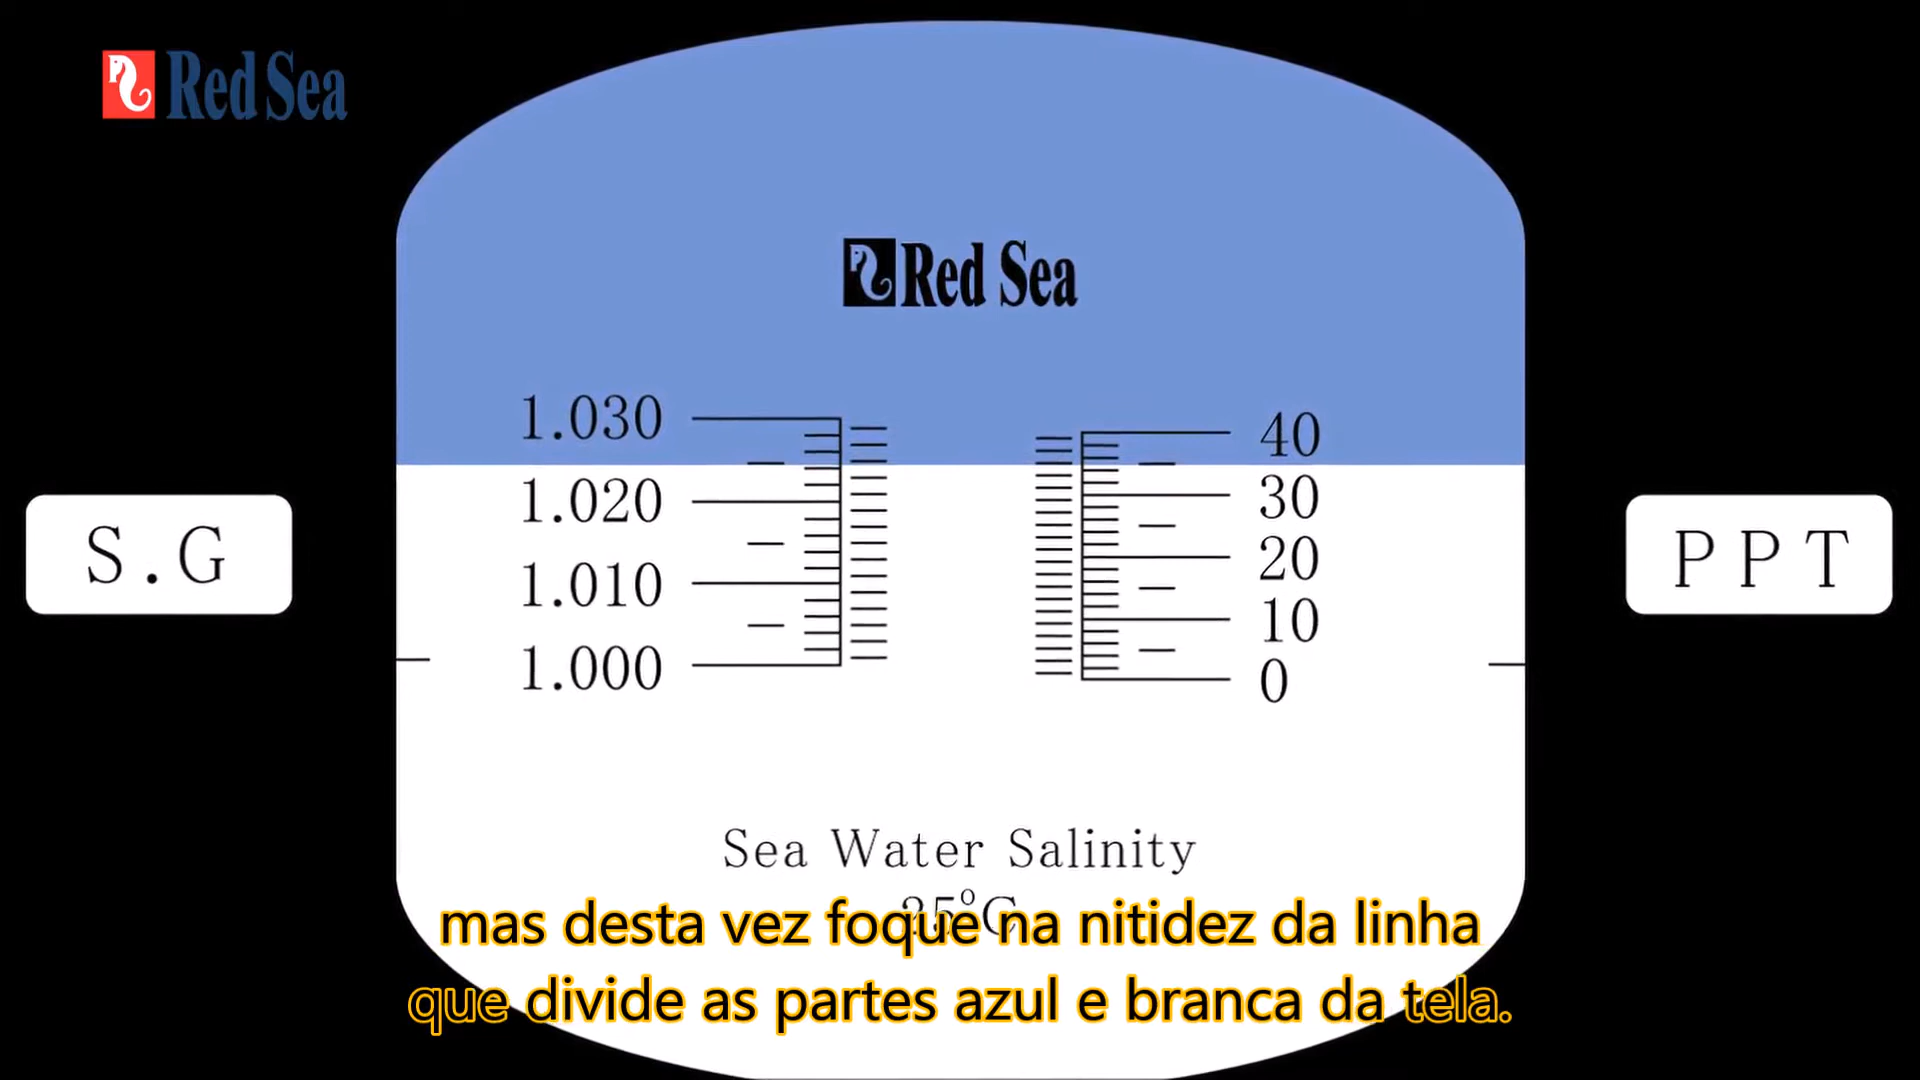 Red Sea
Red Sea
1.030
1.020
1.010
1.000
40
30
20
10
0
S.G
PPT
Sea Water Salinity
25°C
mas desta vez foque na nitidez da linha
que divide as partes azul e branca da tela.